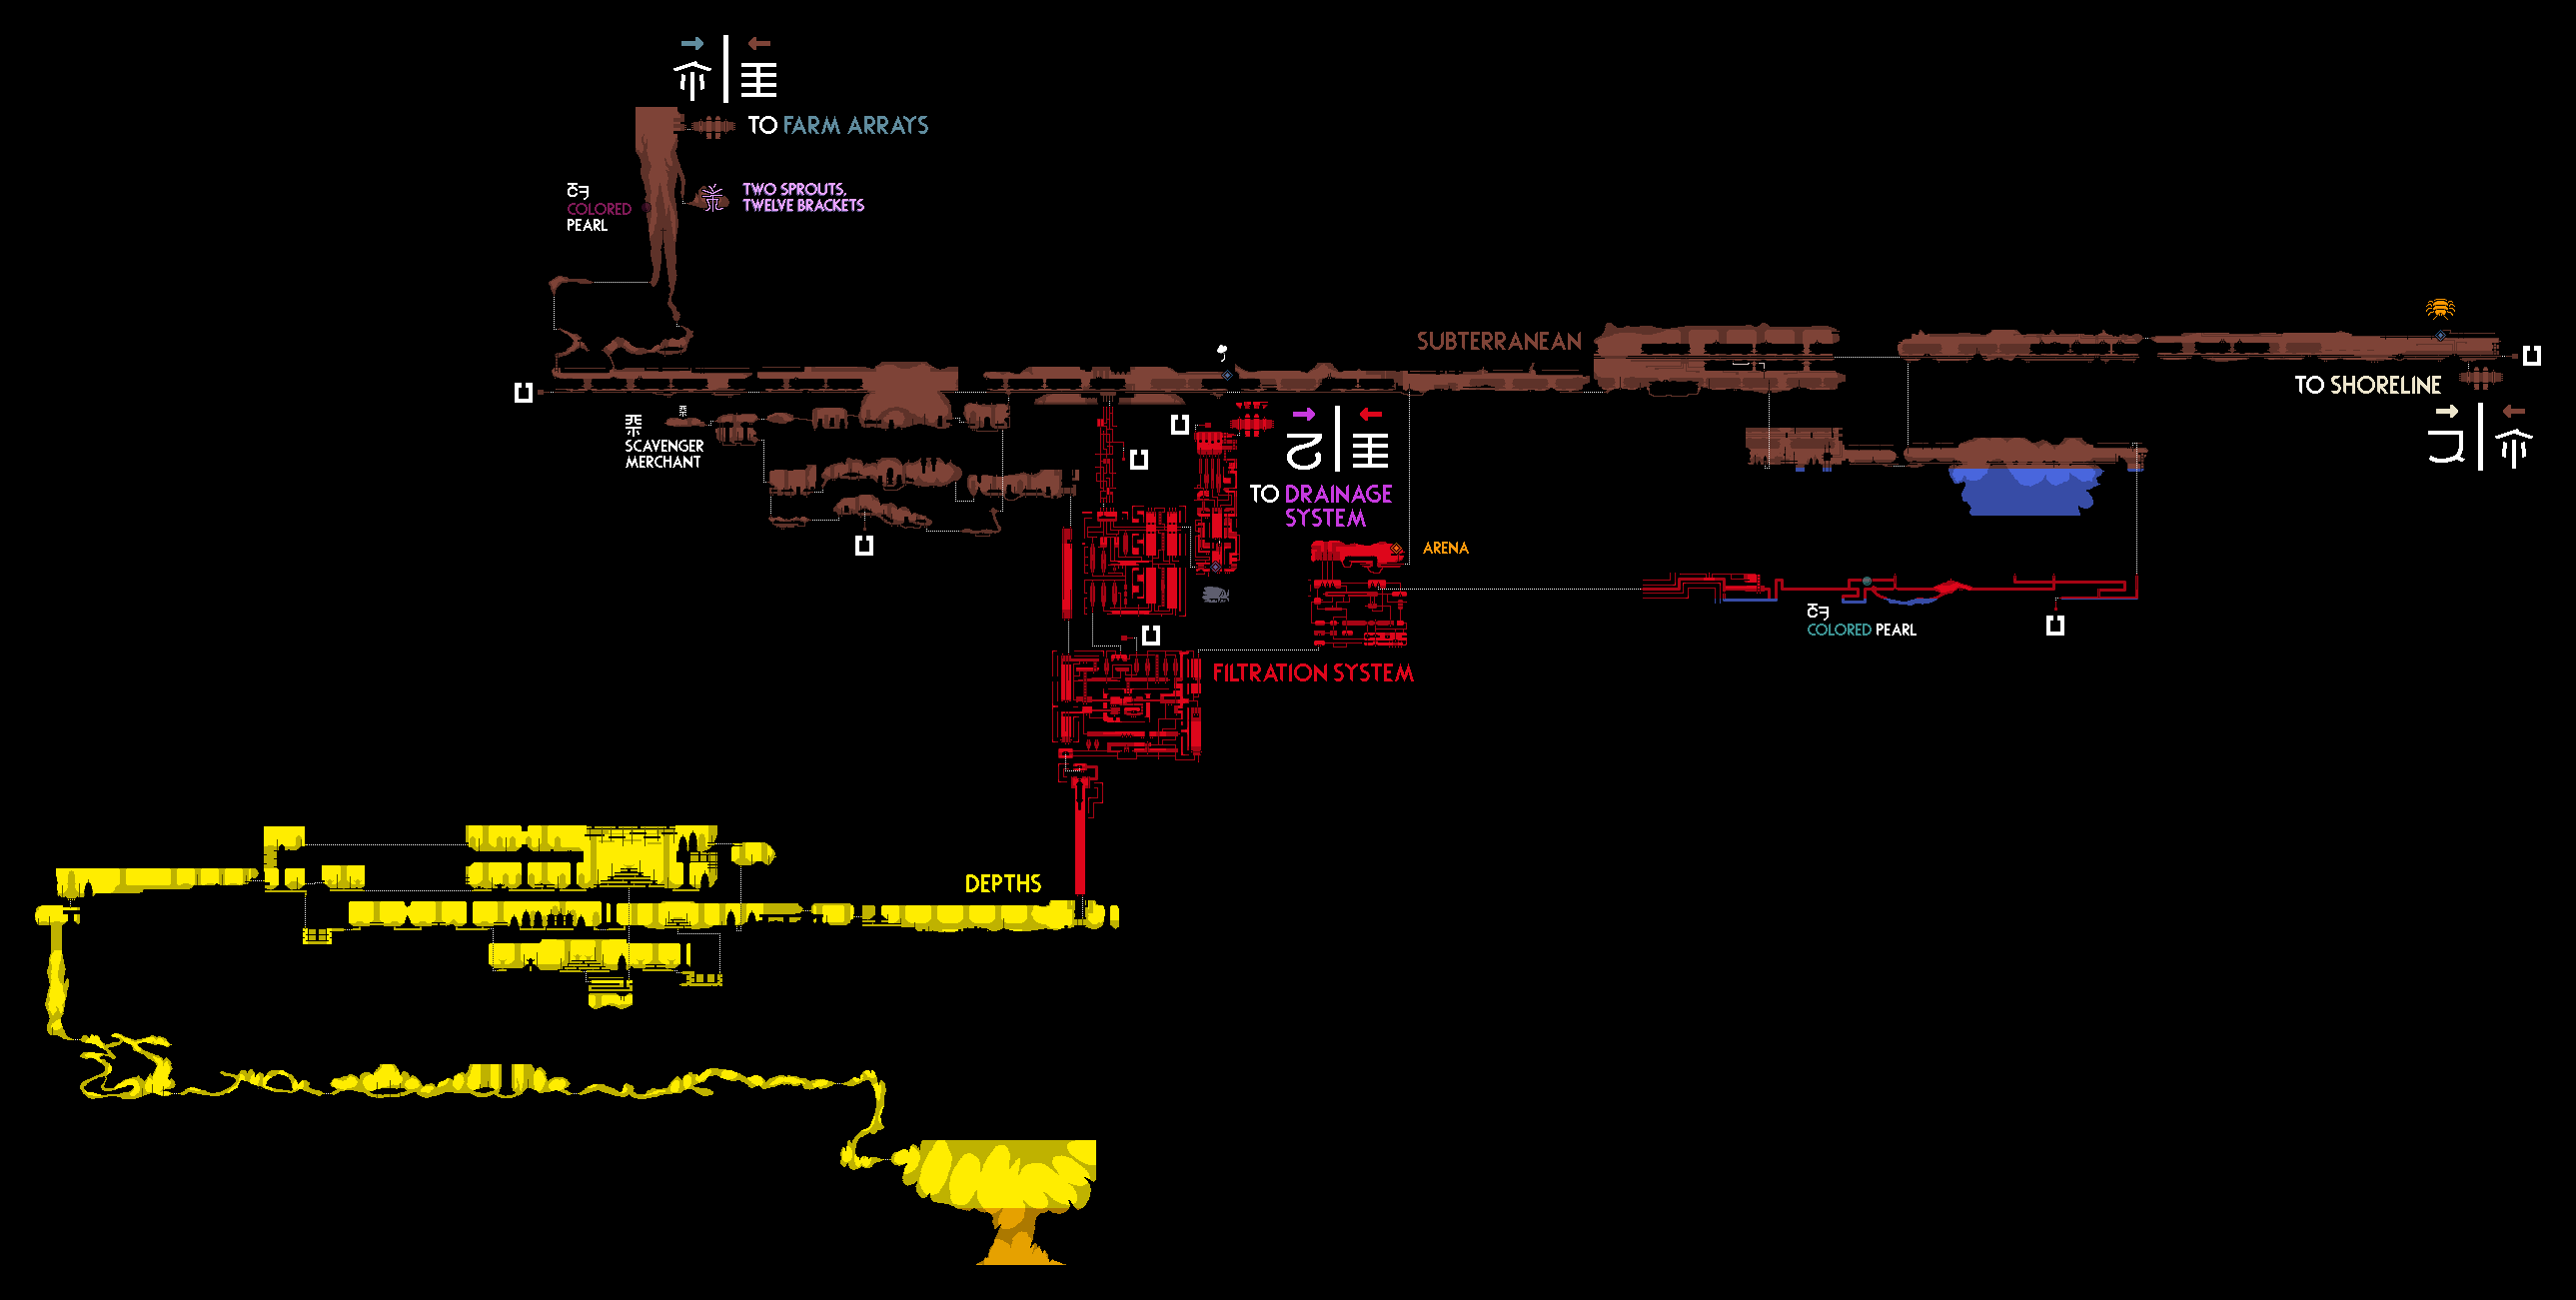 TO FARM ARRAYS
COLORED
PEARL
TWO SPROUTS,
TWELVE BRACKETS
SUBTERRANEAN
TO SHORELINE
SCAVENGER
MERCHANT
TO DRAINAGE
SYSTEM
ARENA
COLORED PEARL
FILTRATION SYSTEM
DEPTHS